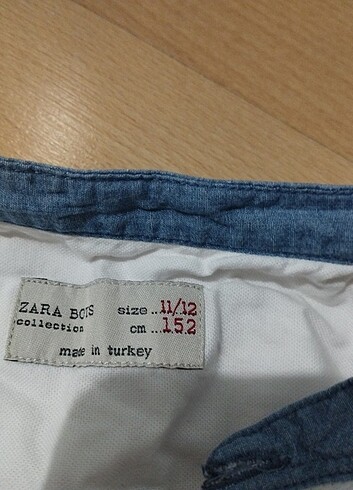 ZARA BOYS size..11/12
collection cm ...152
made in turkey